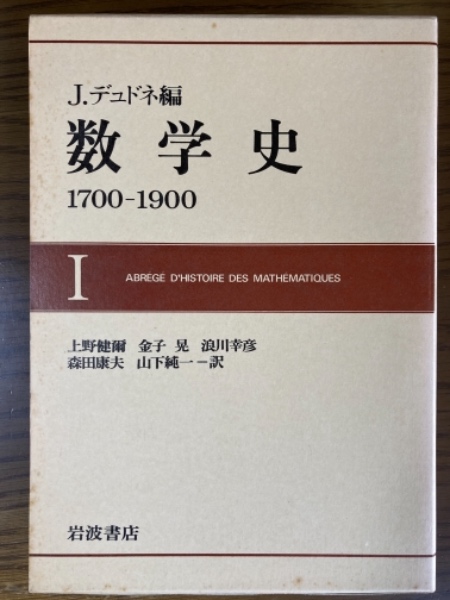 J.デュドネ編
数学史
1700-1900
I ABRÉGÉ D'HISTOIRE DES MATHÉMATIQUES
上野健爾 金子 晃 浪川幸彦
森田康夫 山下純一＝訳
岩波書店